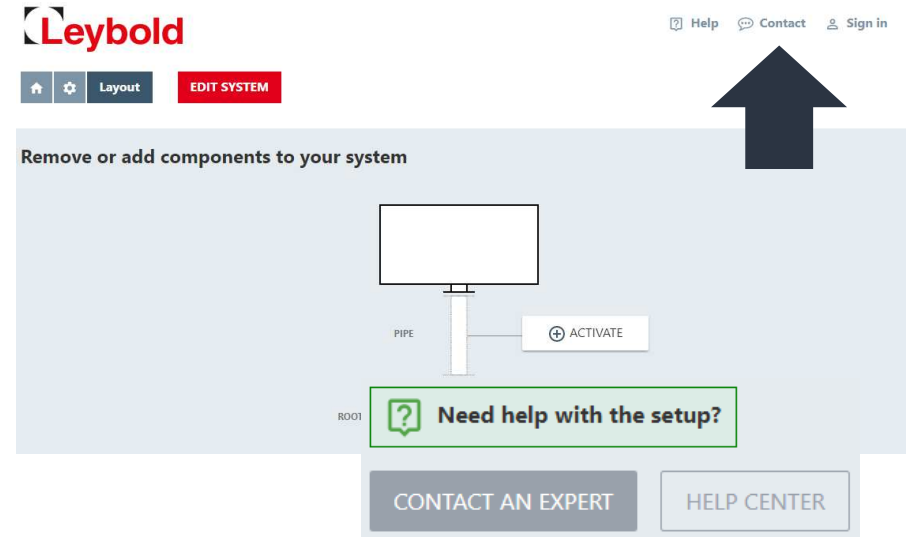 Leybold
Help Contact Sign in
Layout EDIT SYSTEM
Remove or add components to your system
PIPE
ACTIVATE
ROOT
Need help with the setup?
CONTACT AN EXPERT HELP CENTER